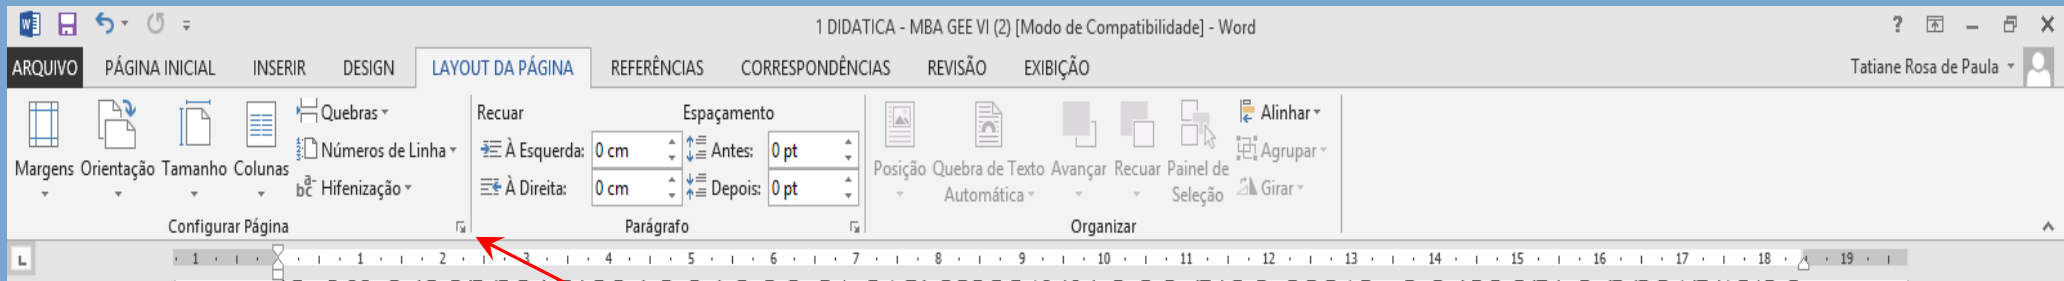 1 DIDATICA - MBA GEE VI (2) [Modo de Compatibilidade] - Word
ARQUIVO PÁGINA INICIAL INSERIR DESIGN LAYOUT DA PÁGINA REFERÊNCIAS CORRESPONDÊNCIAS REVISÃO EXIBIÇÃO Tatiane Rosa de Paula
Margens
Orientação
Tamanho
Colunas
Quebras
Números de Linha
Hifenização
Configurar Página
Recuar
À Esquerda: 0 cm
À Direita: 0 cm
Espaçamento
Antes: 0 pt
Depois: 0 pt
Parágrafo
Posição
Quebra de Texto
Automática
Avançar
Recuar
Painel de
Seleção
Alinhar
Agrupar
Girar
Organizar
1 1 2 3 4 5 6 7 8 9 10 11 12 13 14 15 16 17 18 19